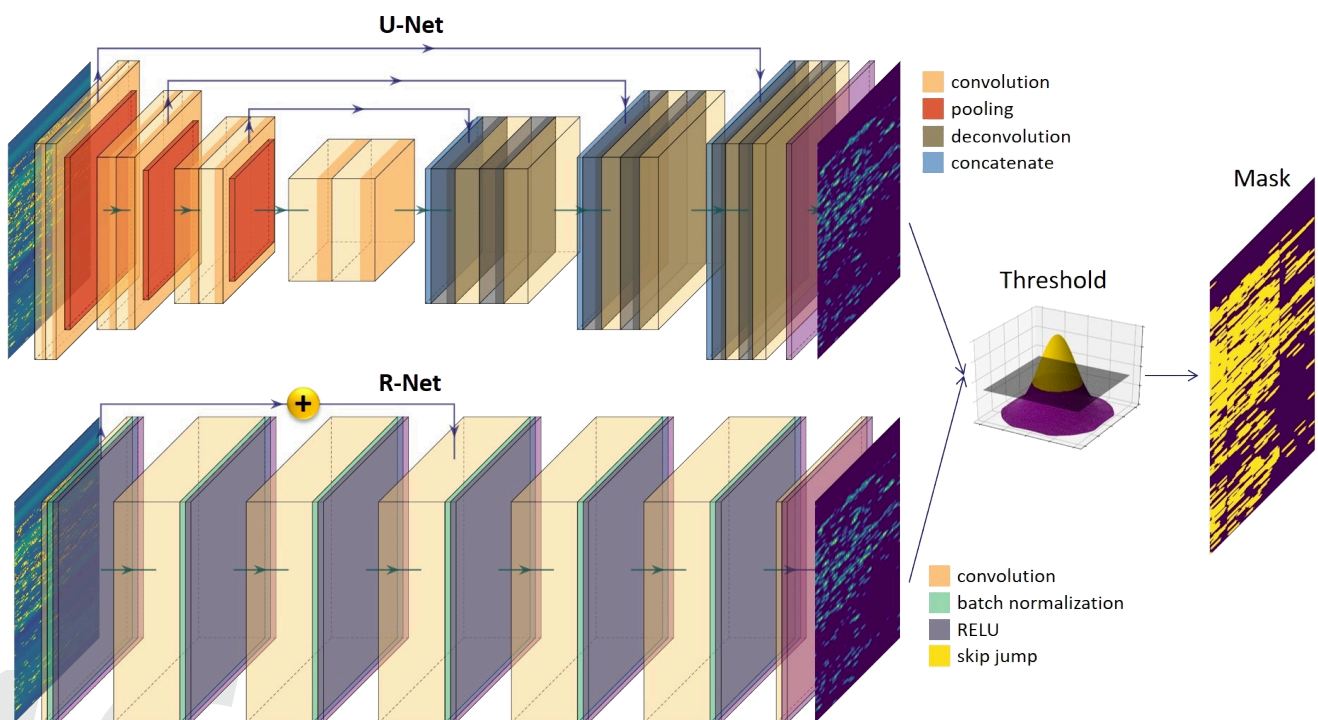 U-Net
convolution
pooling
deconvolution
concatenate
Mask
Threshold
R-Net
+
convolution
batch normalization
RELU
skip jump